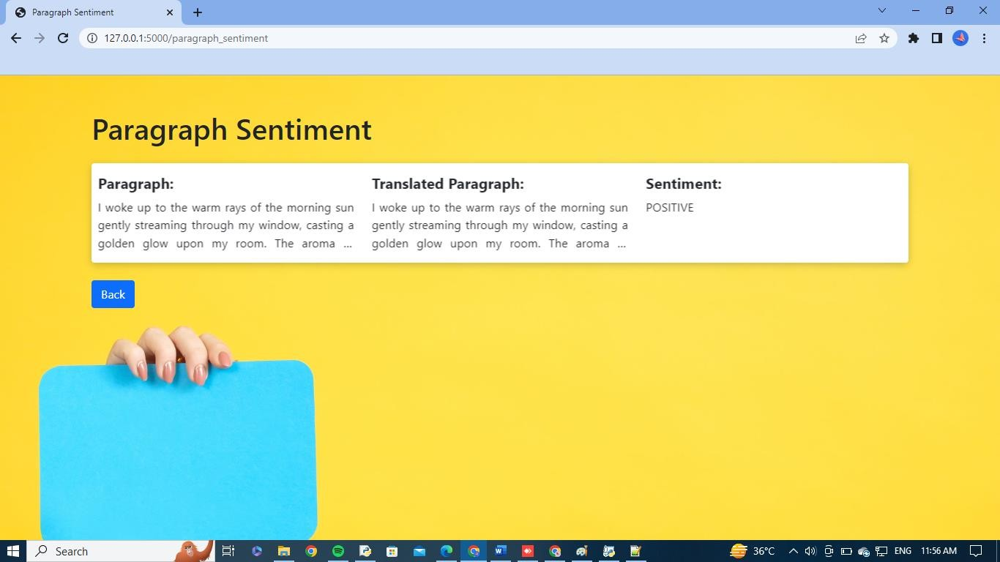 Paragraph Sentiment
127.0.0.1:5000/paragraph_sentiment
Paragraph Sentiment
Paragraph:
I woke up to the warm rays of the morning sun
gently streaming through my window, casting a
golden glow upon my room. The aroma ...
Translated Paragraph:
I woke up to the warm rays of the morning sun
gently streaming through my window, casting a
golden glow upon my room. The aroma ...
Sentiment:
POSITIVE
Back
Search
36°C
ENG
11:56 AM